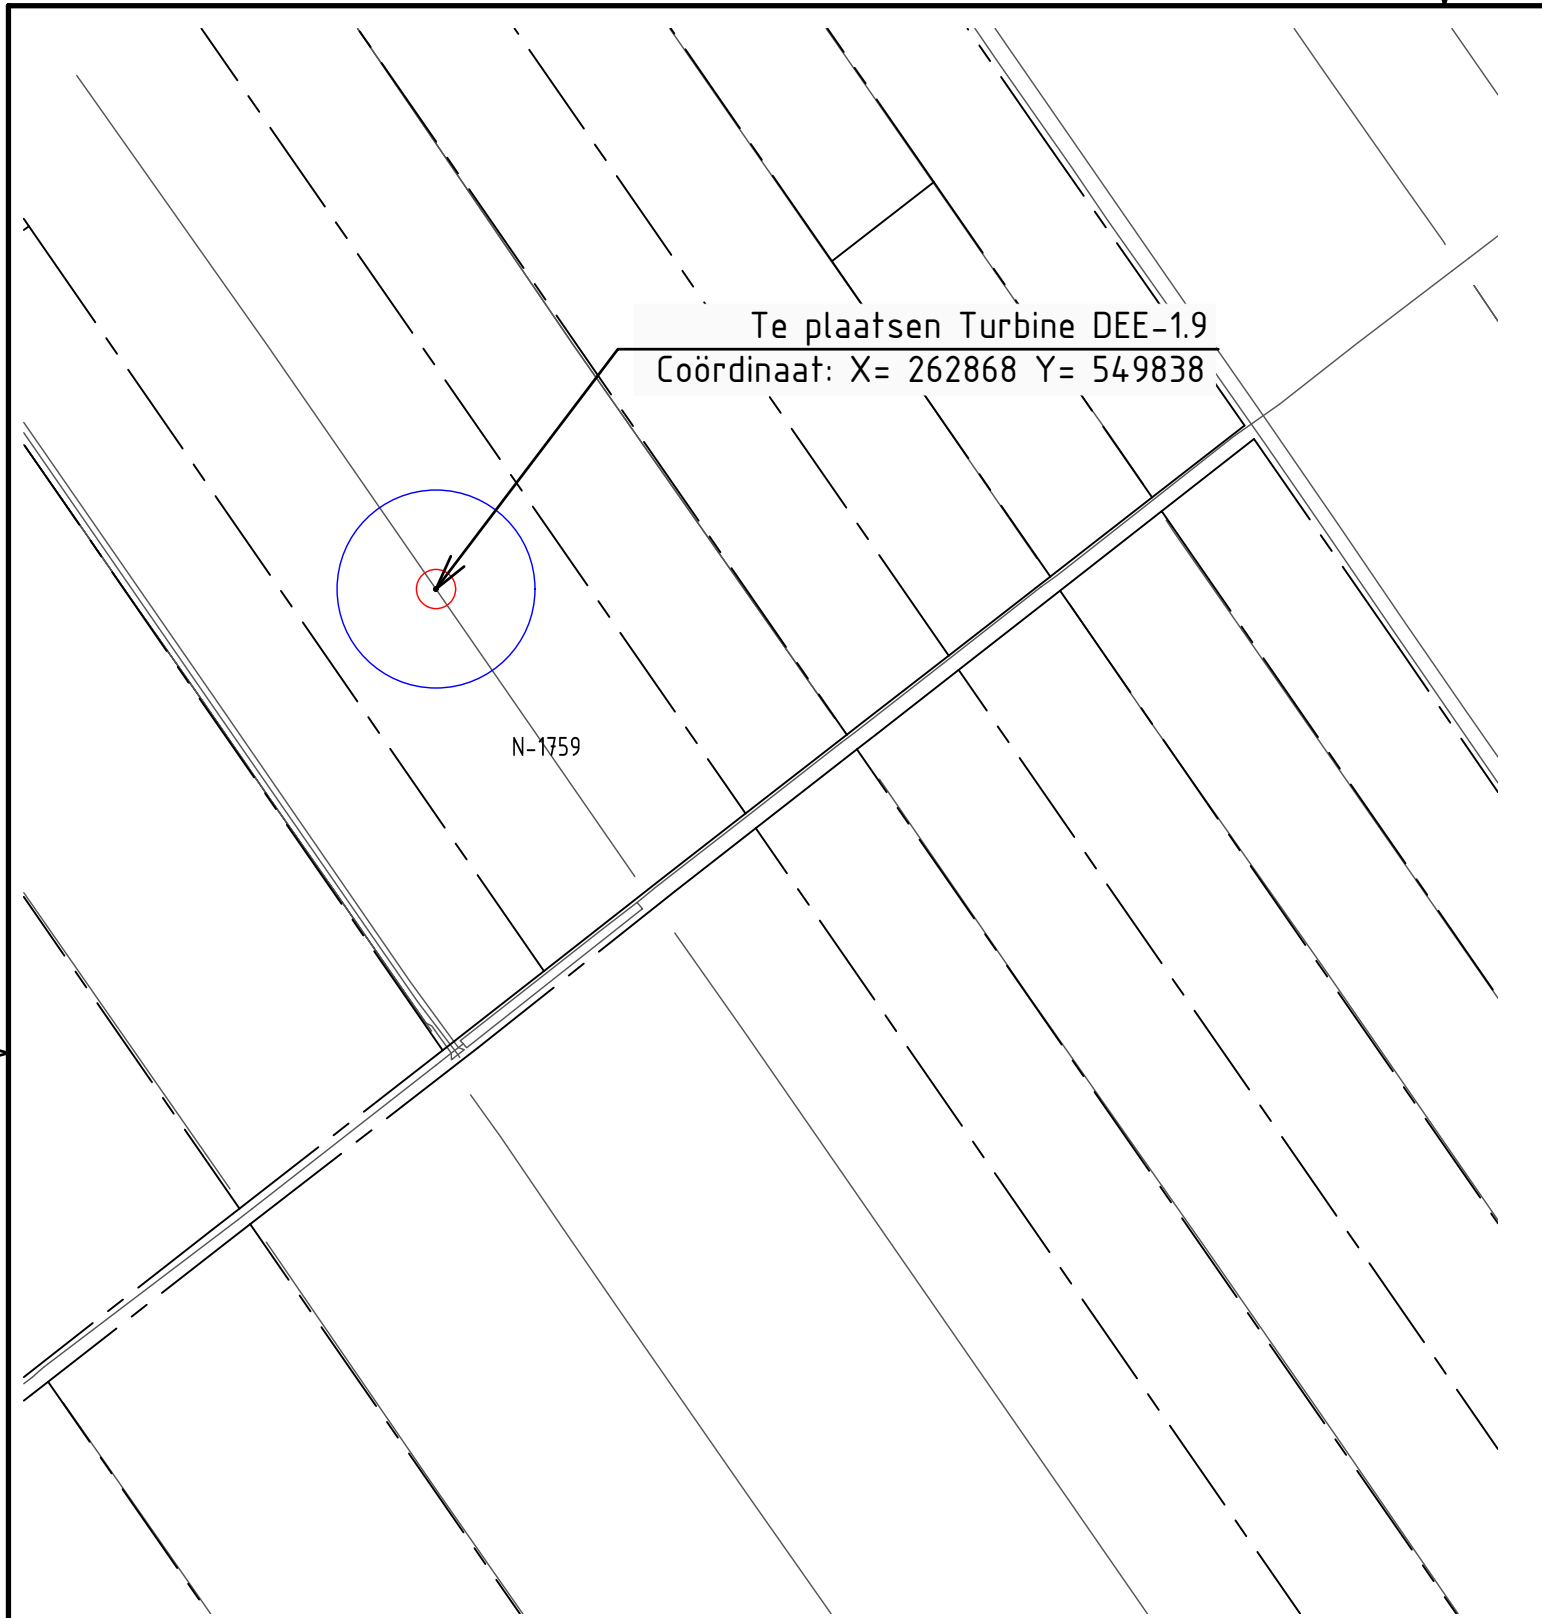 Te plaatsen Turbine DEE-1.9
Coördinaat: X= 262868 Y= 549838
N-1759